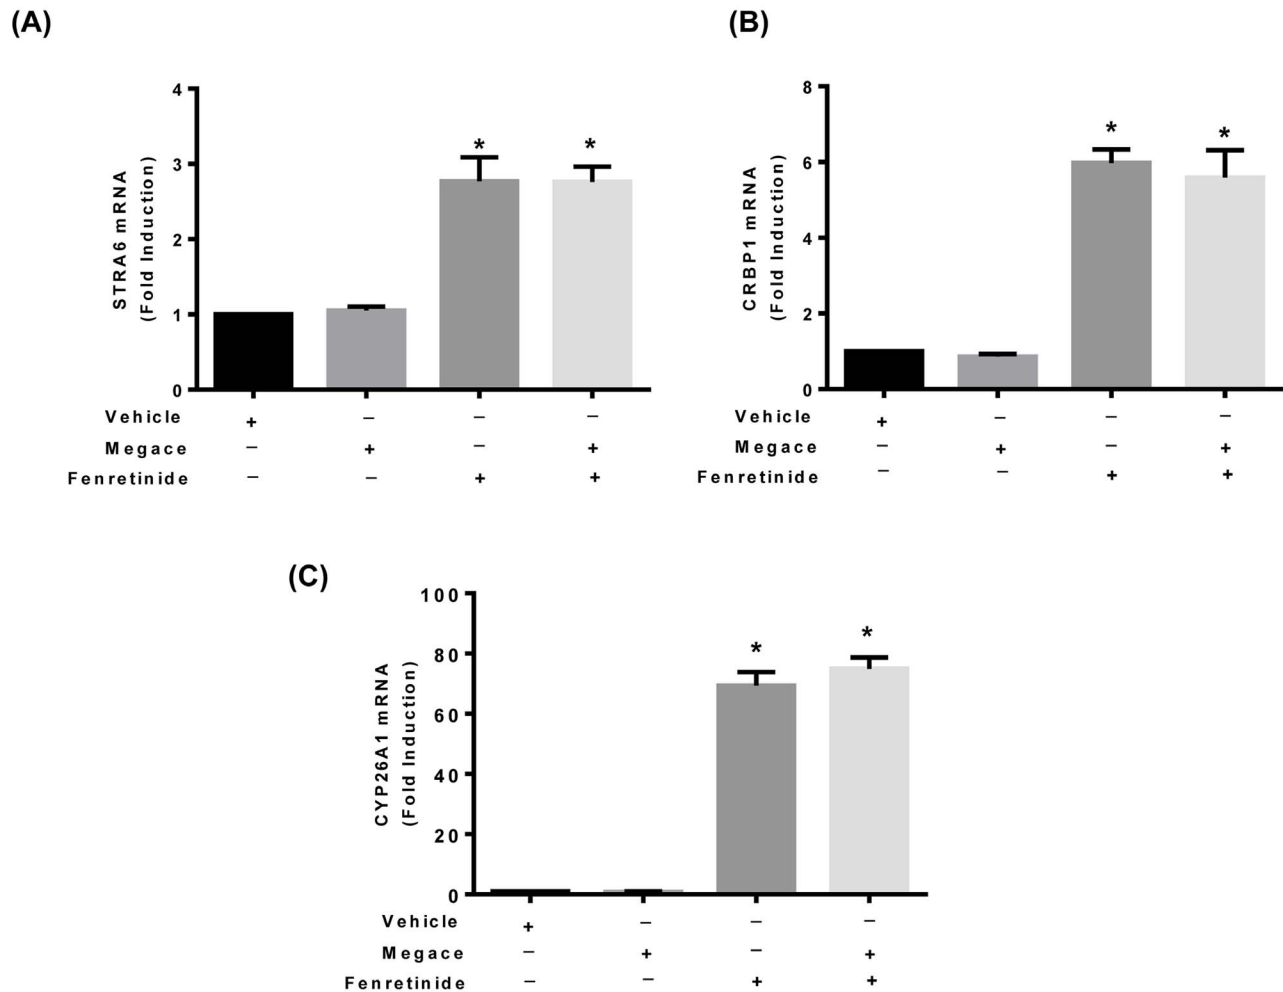 (A)
4
3
2
1
0
STRA6 mRNA
(Fold Induction)
* *
Vehicle + – – –
Megace – + – +
Fenretinide – – + +
(B)
8
6
4
2
0
CRBP1 mRNA
(Fold Induction)
* *
Vehicle + – – –
Megace – + – +
Fenretinide – – + +
(C)
100
80
60
40
20
0
CYP26A1 mRNA
(Fold Induction)
* *
Vehicle + – – –
Megace – + – +
Fenretinide – – + +